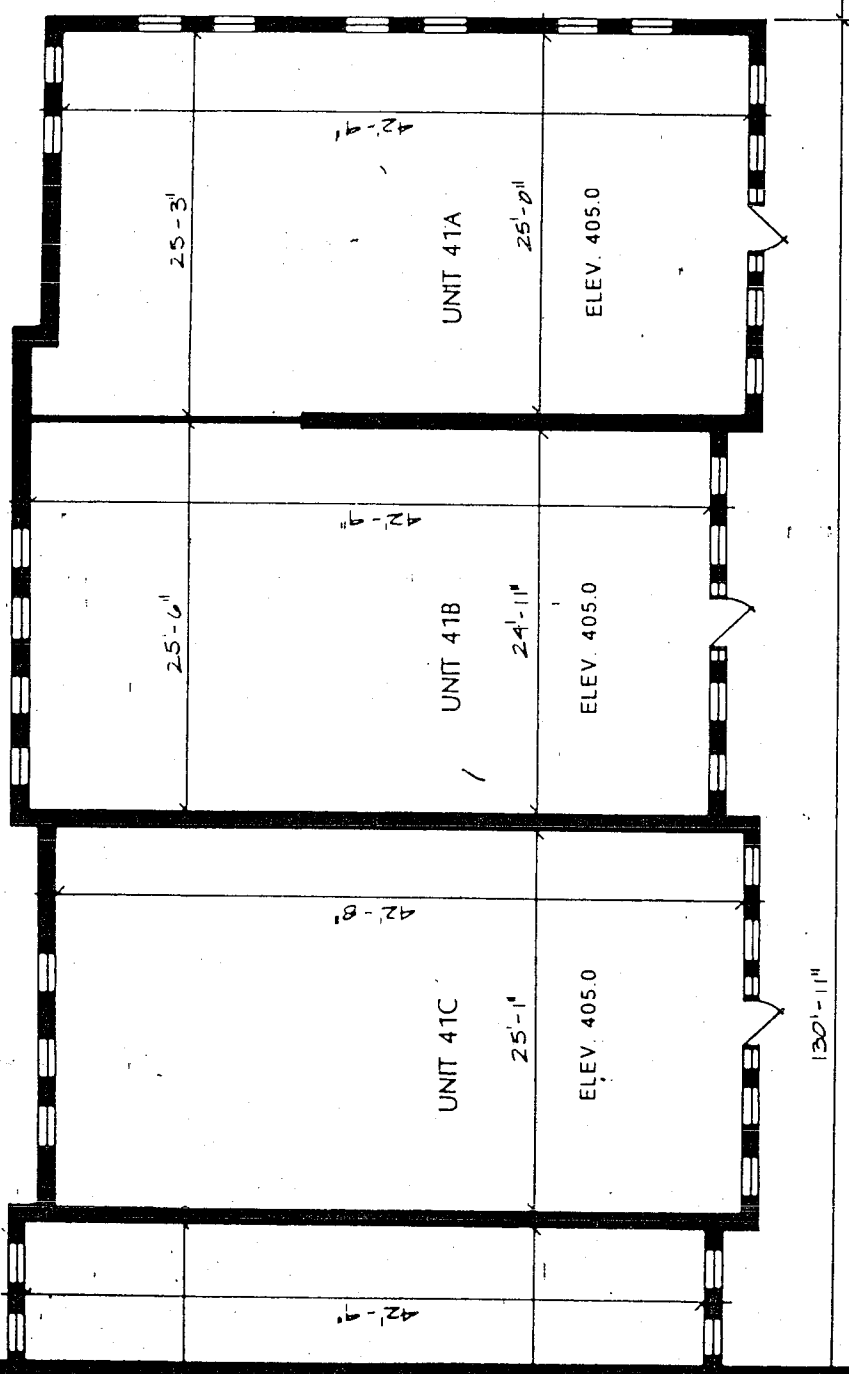 42'-9"
25'-3"
UNIT 41A
25'-0"
ELEV. 405.0
42'-9"
25'-6"
UNIT 41B
24'-11"
ELEV. 405.0
42'-8"
UNIT 41C
25'-1"
ELEV. 405.0
130'-11"
42'-9"